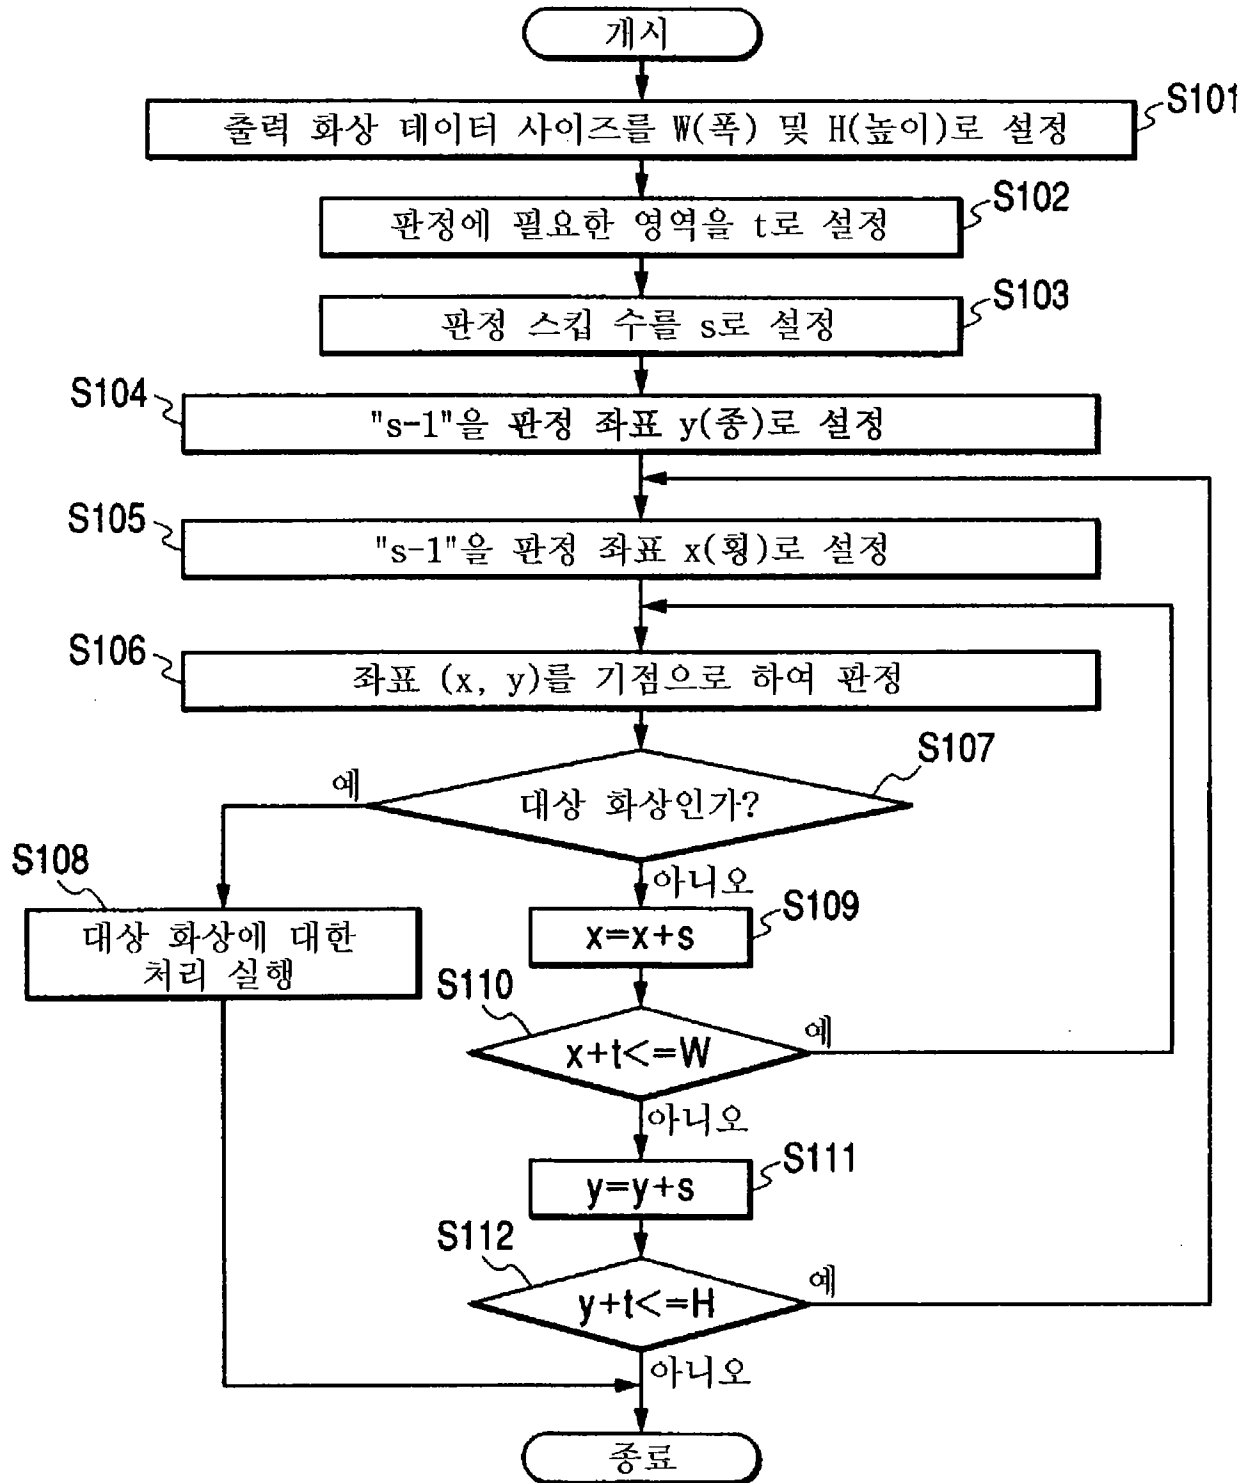 개시
S101
출력 화상 데이터 사이즈를 W(폭) 및 H(높이)로 설정
S102
판정에 필요한 영역을 t로 설정
S103
판정 스킵 수를 s로 설정
S104
"s-1"을 판정 좌표 y(종)로 설정
S105
"s-1"을 판정 좌표 x(횡)로 설정
S106
좌표 (x, y)를 기점으로 하여 판정
S107
예
대상 화상인가?
아니오
S108
대상 화상에 대한
처리 실행
S109
x=x+s
S110
x+t<=W
예
아니오
S111
y=y+s
S112
y+t<=H
예
아니오
종료